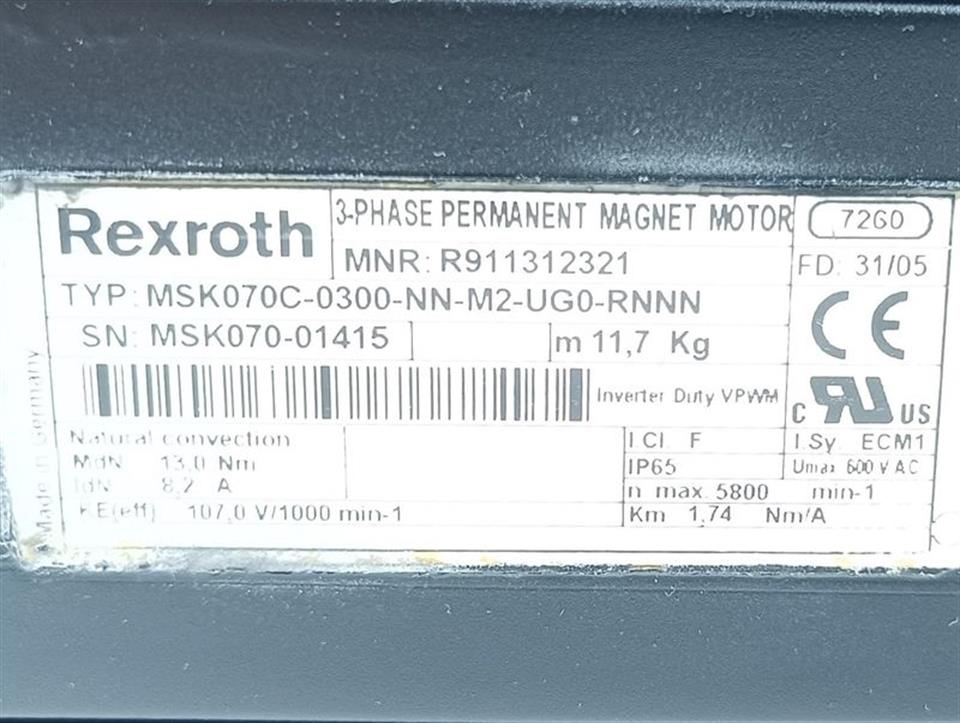 Rexroth
3-PHASE PERMANENT MAGNET MOTOR
7260
MNR: R911312321
FD: 31/05
TYP: MSK070C-0300-NN-M2-UG0-RNNN
SN: MSK070-01415
m 11,7 Kg
CE
Inverter Duty VPWM
C RU US
Natural convection
I.Cl. F
I.Sy. ECM1
MdN 13,0 Nm
IP65
Umax 600 V AC
IdN 8,2 A
n max. 5800 min-1
KE(eff) 107,0 V/1000 min-1
Km 1,74 Nm/A
Made in Germany